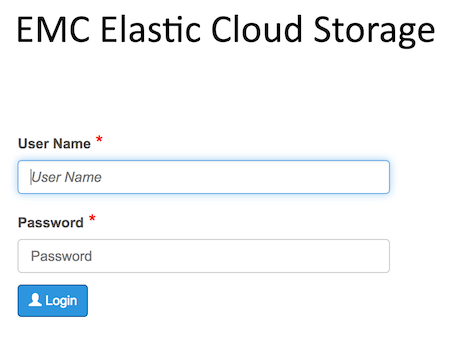 EMC Elastic Cloud Storage
User Name *
User Name
Password *
Password
Login